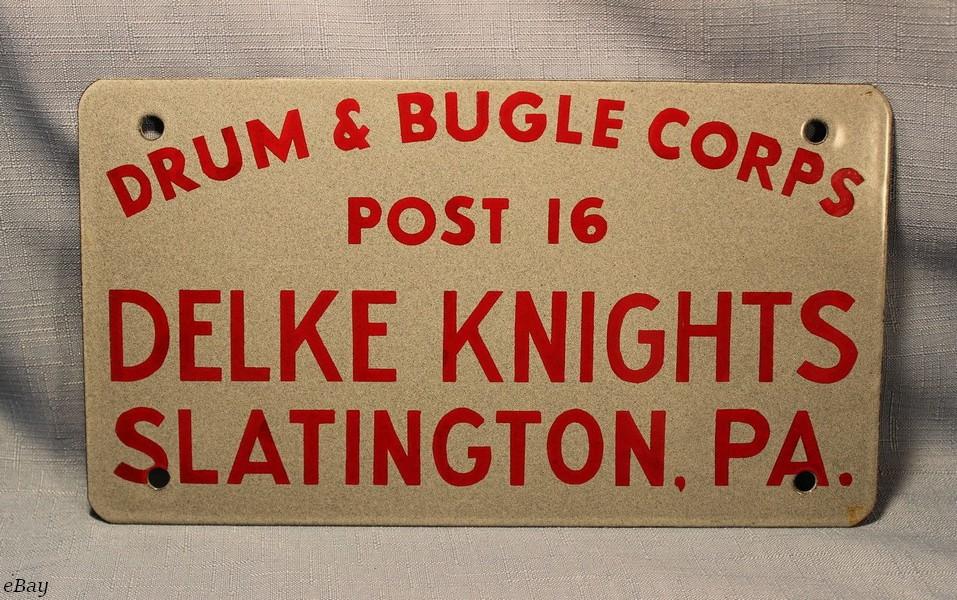 DRUM & BUGLE CORPS
POST 16
DELKE KNIGHTS
SLATINGTON, PA.
eBay